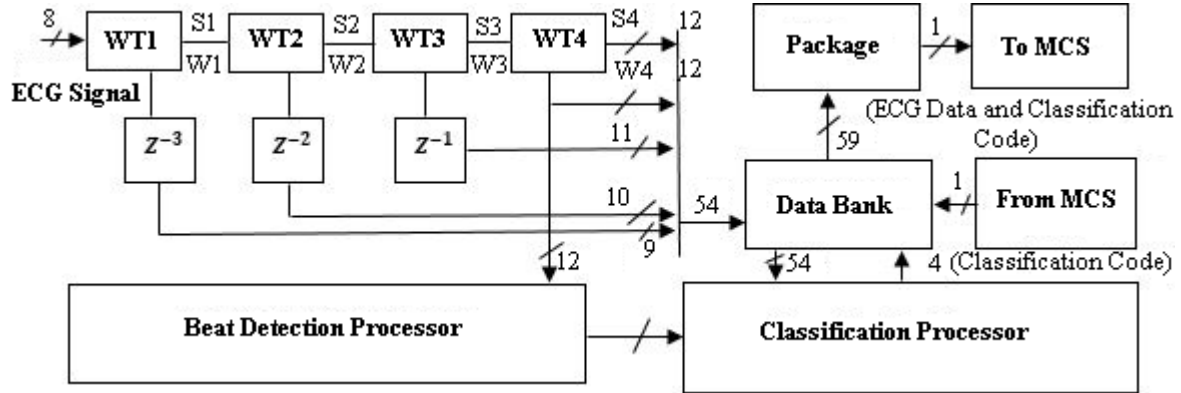 8
WT1
S1
W1
WT2
S2
W2
WT3
S3
W3
WT4
S4
W4
12
12
ECG Signal
Z⁻³
Z⁻²
Z⁻¹
11
10
9
12
54
Package
1
To MCS
(ECG Data and Classification
Code)
59
Data Bank
1
From MCS
54
4 (Classification Code)
Beat Detection Processor
Classification Processor